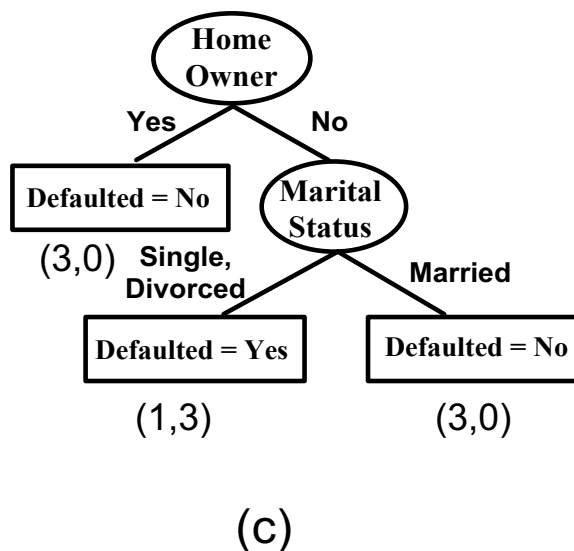 Home
Owner
Yes
No
Defaulted = No
Marital
Status
(3,0)
Single,
Divorced
Married
Defaulted = Yes
Defaulted = No
(1,3)
(3,0)
(c)